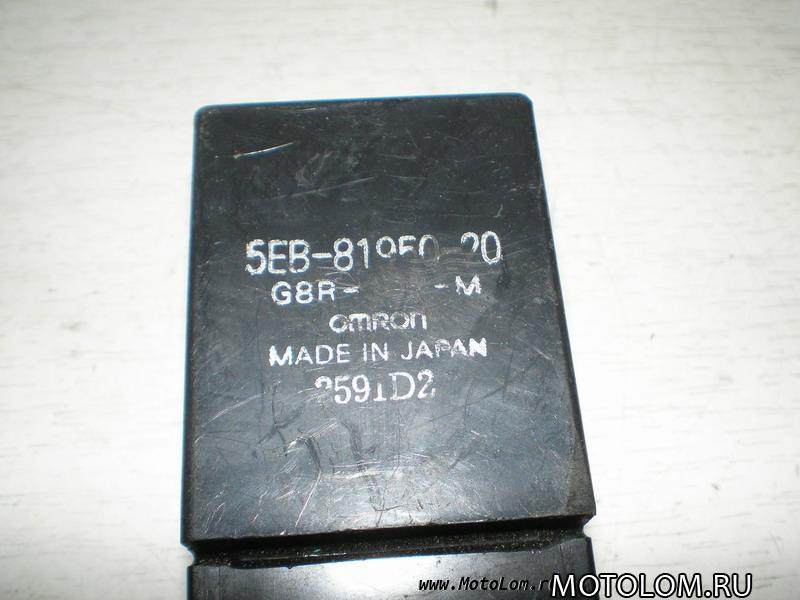 5EB-81950-20
G8R- -M
omron
MADE IN JAPAN
2591D2
www.MotoLom.r
MOTOLOM.RU